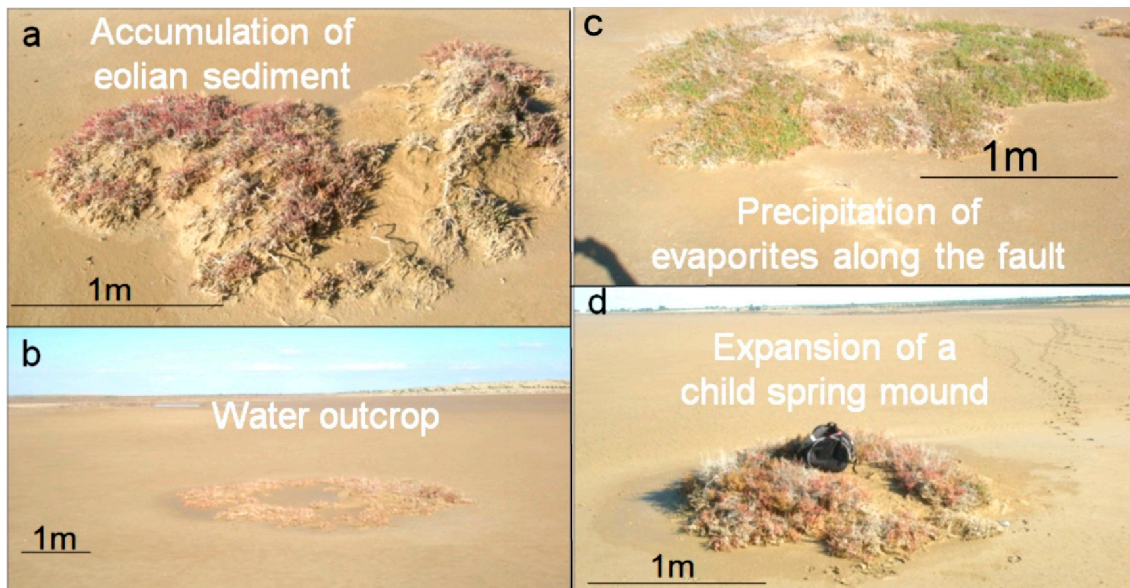 a
Accumulation of
eolian sediment
1m
b
Water outcrop
1m
c
1m
Precipitation of
evaporites along the fault
d
Expansion of a
child spring mound
1m